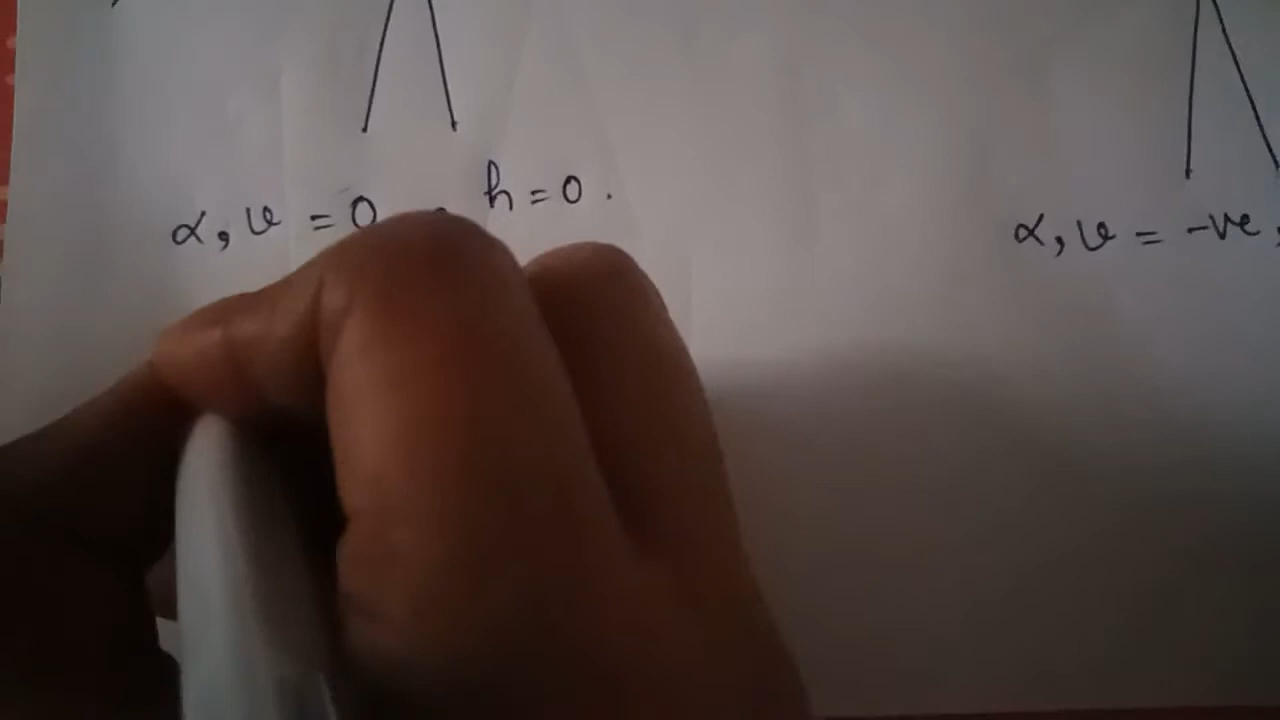 α, v = 0 h = 0 .
α, v = -ve